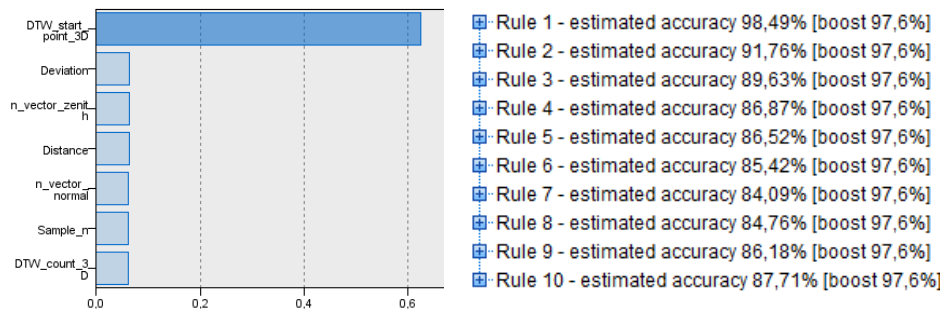 DTW_start_
point_3D
Deviation
n_vector_zenit
h
Distance
n_vector_
normal
Sample_n
DTW_count_3
D
0,0
0,2
0,4
0,6
Rule 1 - estimated accuracy 98,49% [boost 97,6%]
Rule 2 - estimated accuracy 91,76% [boost 97,6%]
Rule 3 - estimated accuracy 89,63% [boost 97,6%]
Rule 4 - estimated accuracy 86,87% [boost 97,6%]
Rule 5 - estimated accuracy 86,52% [boost 97,6%]
Rule 6 - estimated accuracy 85,42% [boost 97,6%]
Rule 7 - estimated accuracy 84,09% [boost 97,6%]
Rule 8 - estimated accuracy 84,76% [boost 97,6%]
Rule 9 - estimated accuracy 86,18% [boost 97,6%]
Rule 10 - estimated accuracy 87,71% [boost 97,6%]